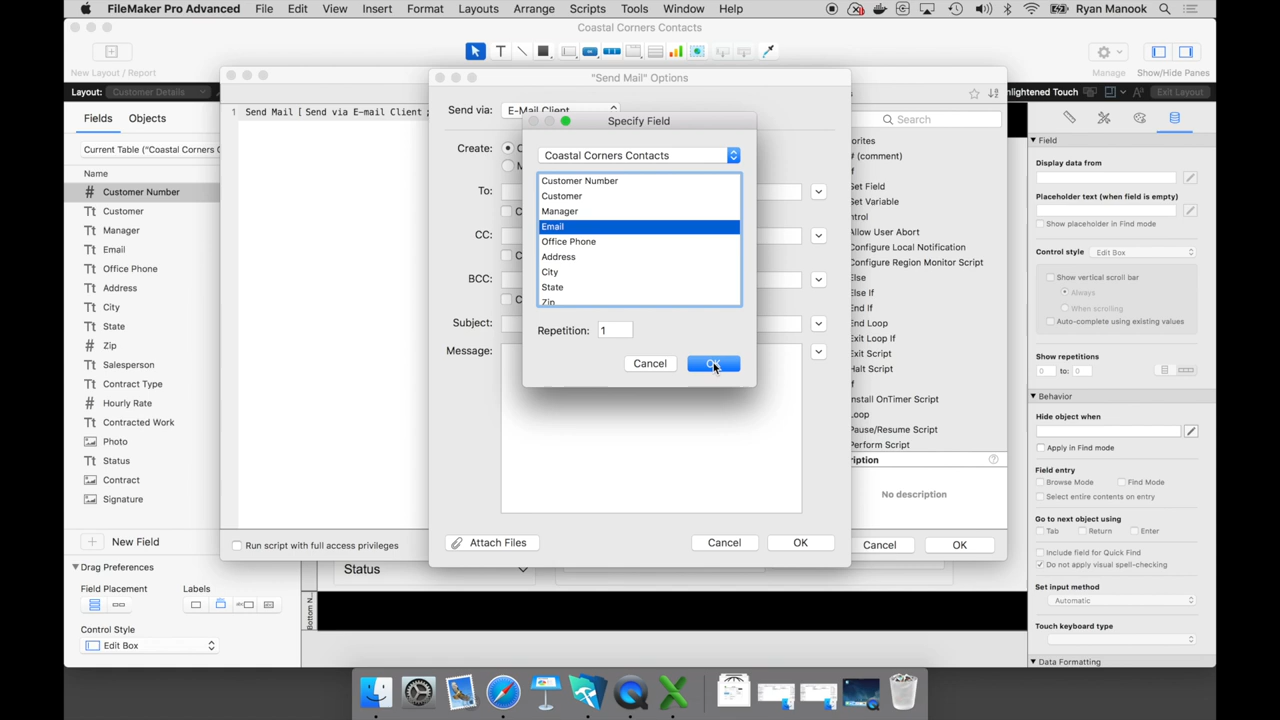 FileMaker Pro Advanced File Edit View Insert Format Layouts Arrange Scripts Tools Window Help Ryan Manook
Coastal Corners Contacts
New Layout / Report
Manage
Show/Hide Panes
Layout: Customer Details
nlightened Touch
Exit Layout
Fields Objects
Current Table ("Coastal Corners C
Name
Customer Number
Customer
Manager
Email
Office Phone
Address
City
State
Zip
Salesperson
Contract Type
Hourly Rate
Contracted Work
Photo
Status
Contract
Signature
New Field
Drag Preferences
Field Placement Labels
Control Style
Edit Box
1 Send Mail [ Send via E-mail Client ;
Run script with full access privileges
"Send Mail" Options
Send via: E-Mail Client
Create:
To:
CC:
BCC:
Subject:
Message:
Attach Files
Cancel
OK
Specify Field
Coastal Corners Contacts
Customer Number
Customer
Manager
Email
Office Phone
Address
City
State
Zip
Repetition: 1
Cancel
OK
Search
# (comment)
Set Field
Set Variable
ntrol
Allow User Abort
Configure Local Notification
Configure Region Monitor Script
Else
Else If
End If
End Loop
Exit Loop If
Exit Script
Halt Script
f
nstall OnTimer Script
Loop
Pause/Resume Script
Perform Script
ription
No description
Cancel
OK
Status
Bottom N..
Field
Display data from
Placeholder text (when field is empty)
Show placeholder in Find mode
Control style Edit Box
Show vertical scroll bar
Always
When scrolling
Auto-complete using existing values
Show repetitions
0 to: 0
Behavior
Hide object when
Apply in Find mode
Field entry
Browse Mode Find Mode
Select entire contents on entry
Go to next object using
Tab Return Enter
Include field for Quick Find
Do not apply visual spell-checking
Set input method
Automatic
Touch keyboard type
Data Formatting